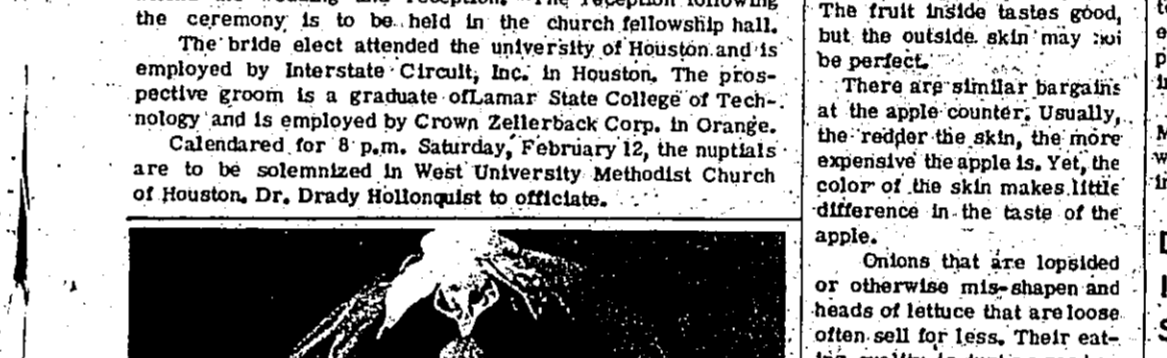 the ceremony is to be held in the church fellowship hall.
The bride elect attended the university of Houston and is
employed by Interstate Circuit, Inc. in Houston. The pros-
pective groom is a graduate ofLamar State College of Tech-
nology and is employed by Crown Zellerback Corp. in Orange.
Calendared for 8 p.m. Saturday, February 12, the nuptials
are to be solemnized in West University Methodist Church
of Houston. Dr. Drady Hollonquist to officiate.
The fruit inside tastes good,
but the outside skin may not
be perfect.
There are similar bargains
at the apple counter. Usually,
the redder the skin, the more
expensive the apple is. Yet, the
color of the skin makes little
difference in the taste of the
apple.
Onions that are lopsided
or otherwise mis-shapen and
heads of lettuce that are loose
often sell for less. Their eat-